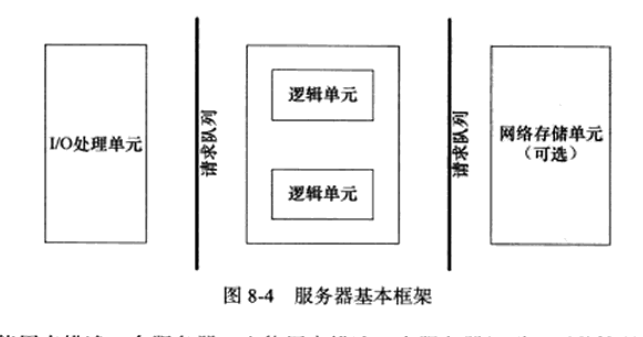 I/O处理单元
请求队列
逻辑单元
逻辑单元
请求队列
网络存储单元
（可选）
图 8-4 服务器基本框架